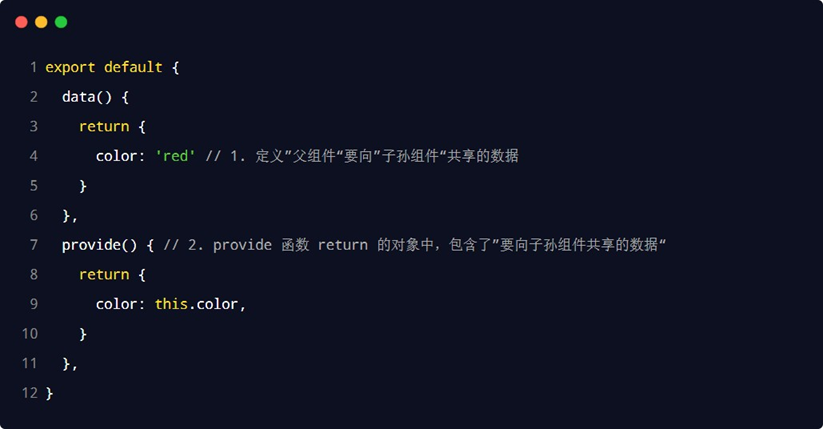 1 export default {
2   data() {
3     return {
4       color: 'red' // 1. 定义”父组件“要向”子孙组件“共享的数据
5     }
6   },
7   provide() { // 2. provide 函数 return 的对象中，包含了”要向子孙组件共享的数据“
8     return {
9       color: this.color,
10     }
11   },
12 }